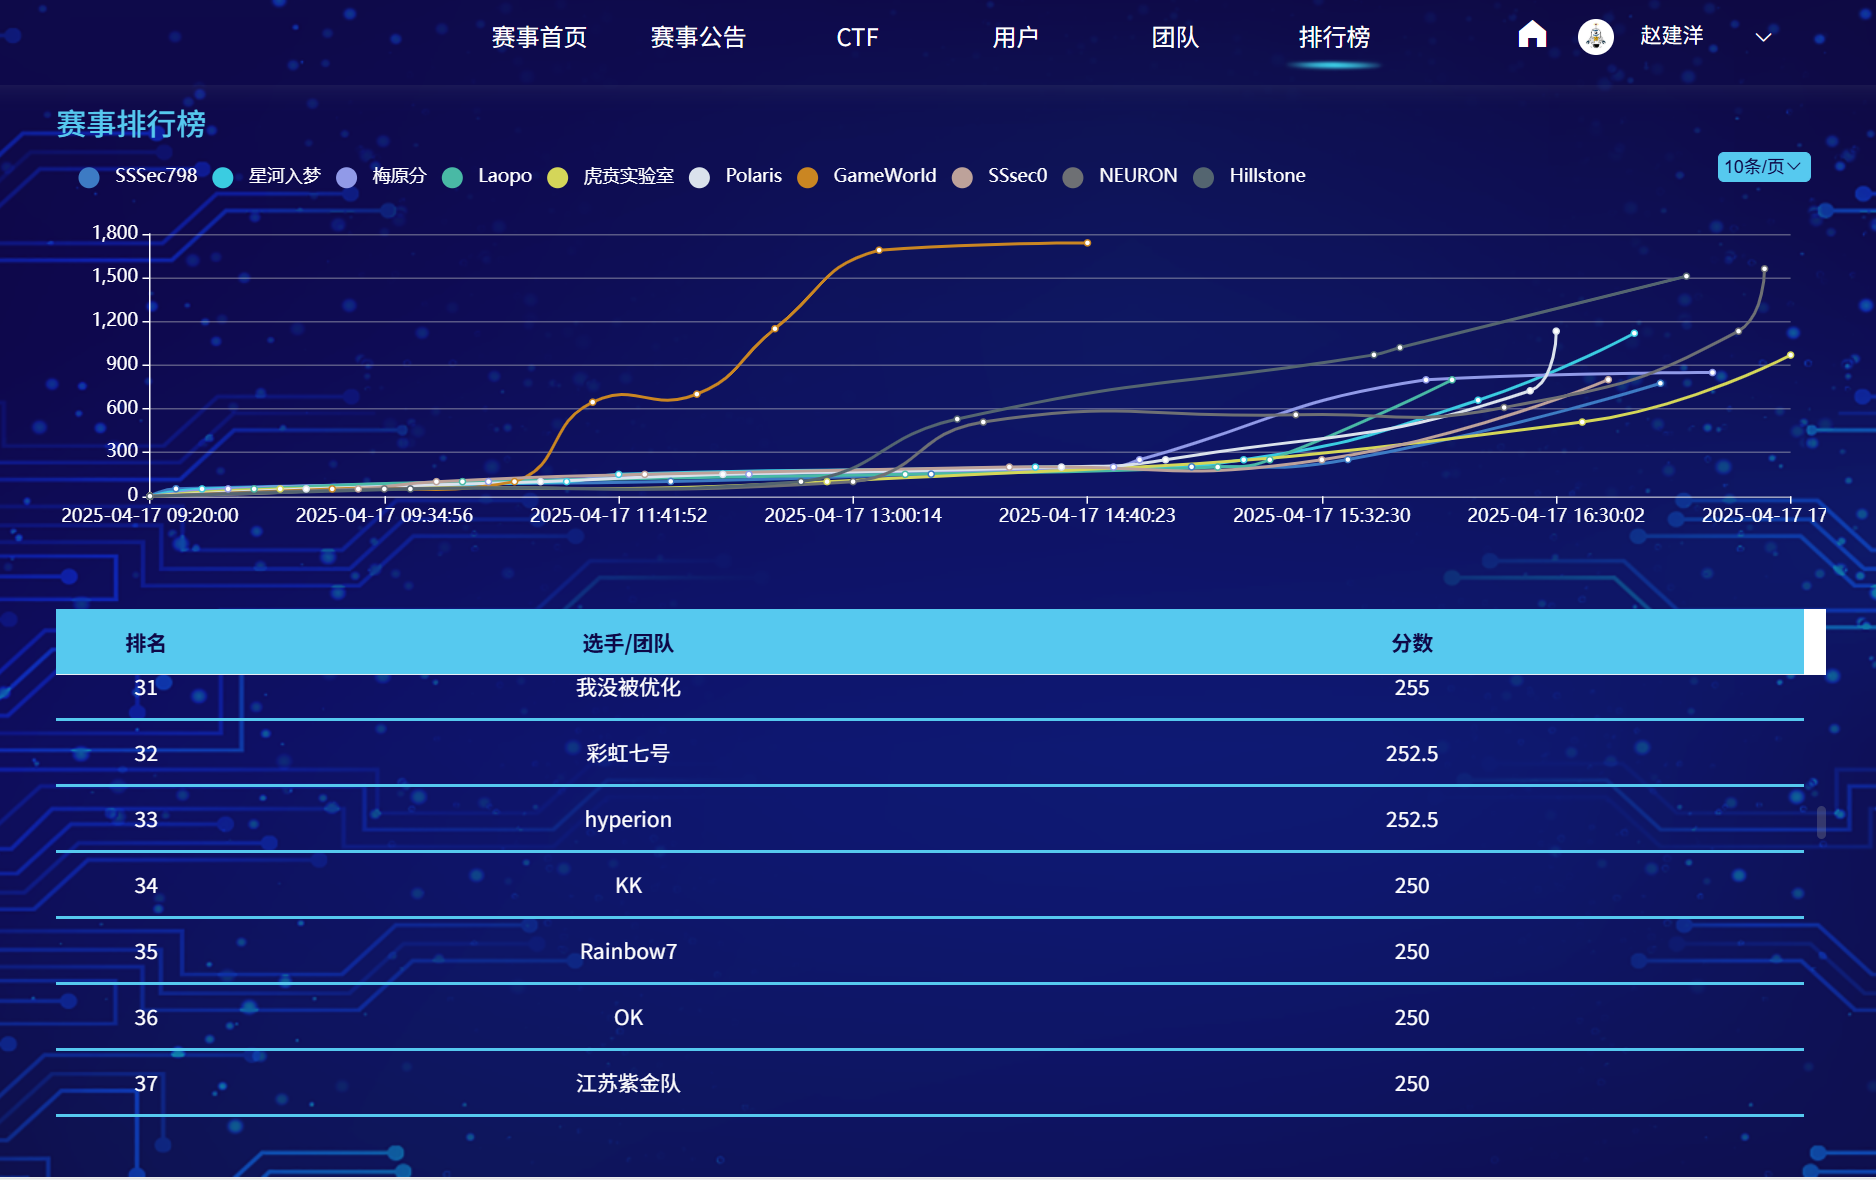 赛事首页 赛事公告 CTF 用户 团队 排行榜 赵建洋
赛事排行榜
SSSec798 星河入梦 梅原分 Laopo 虎贲实验室 Polaris GameWorld SSsec0 NEURON Hillstone 10条/页
1,800
1,500
1,200
900
600
300
0
2025-04-17 09:20:00 2025-04-17 09:34:56 2025-04-17 11:41:52 2025-04-17 13:00:14 2025-04-17 14:40:23 2025-04-17 15:32:30 2025-04-17 16:30:02 2025-04-17 17
排名 选手/团队 分数
31 我没被优化 255
32 彩虹七号 252.5
33 hyperion 252.5
34 KK 250
35 Rainbow7 250
36 OK 250
37 江苏紫金队 250